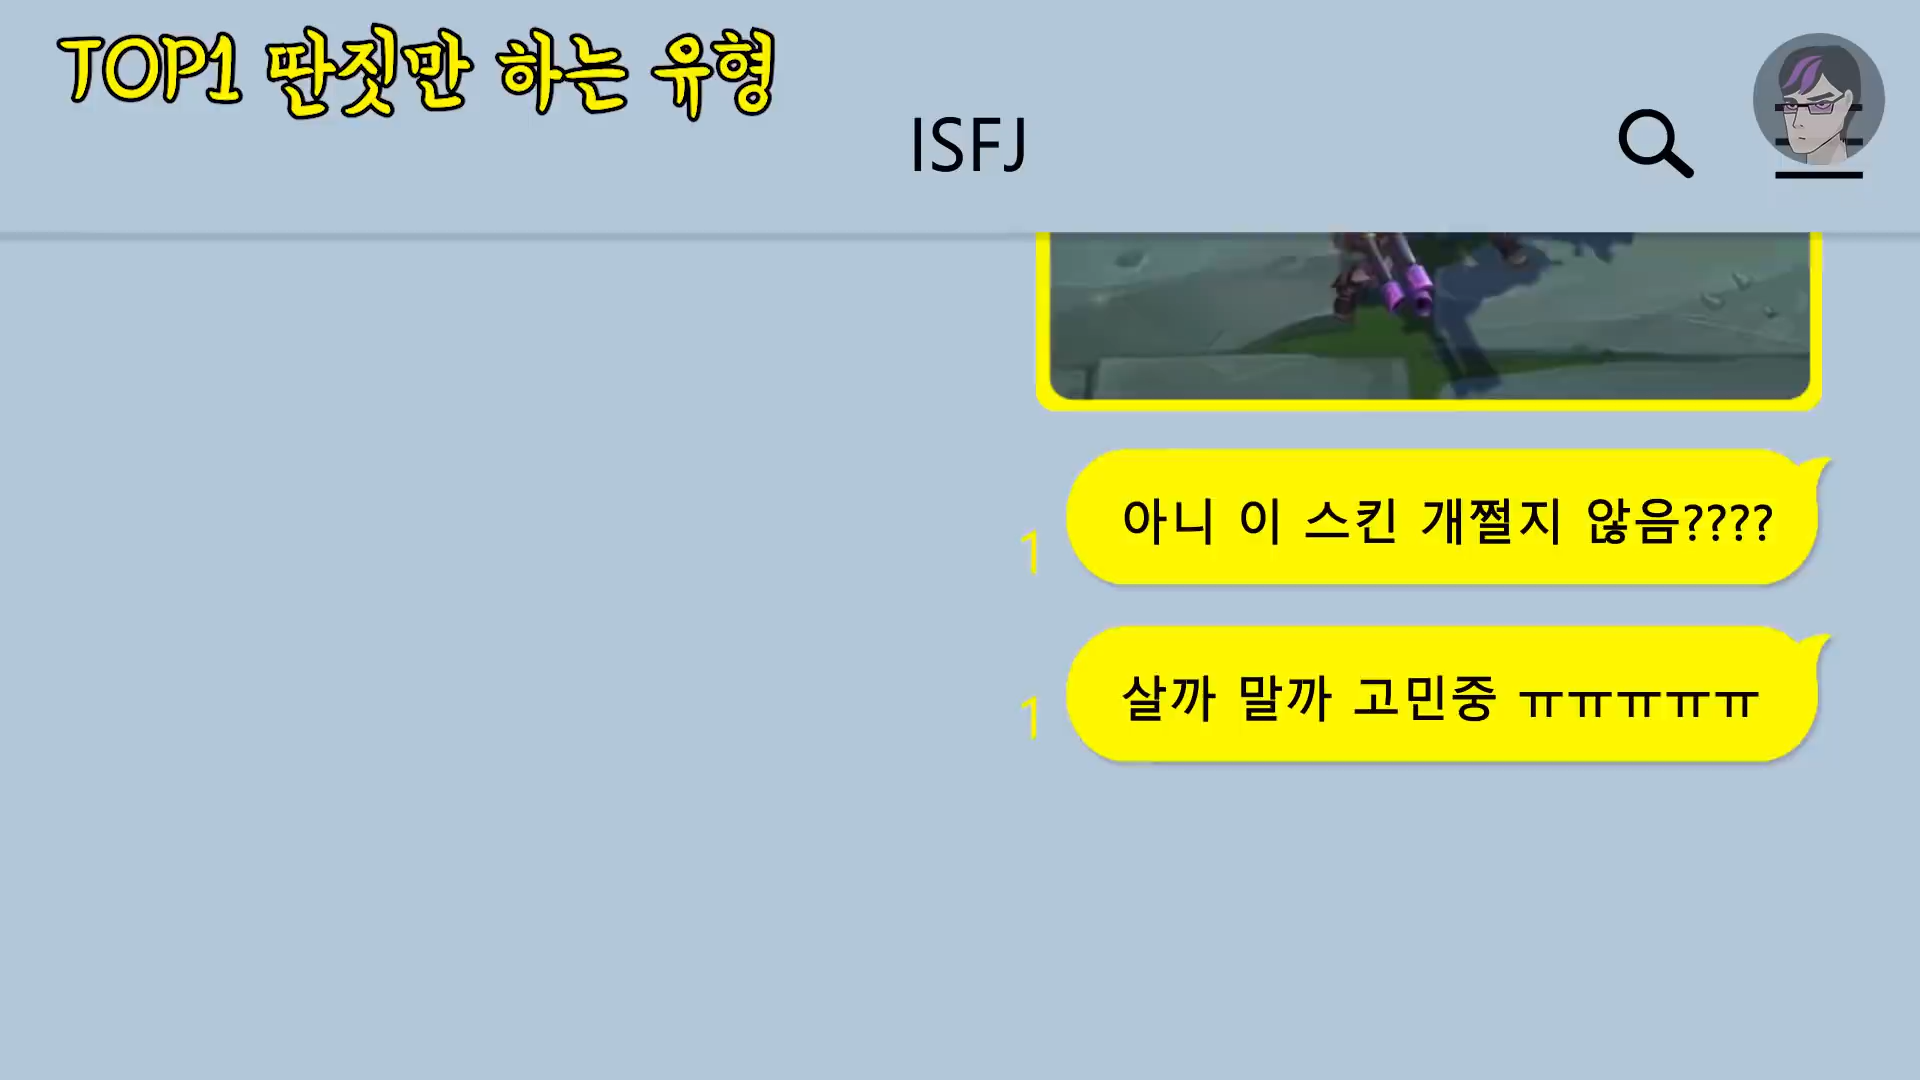 TOP1 딴짓만 하는 유형
ISFJ
아니 이 스킨 개쩔지 않음????
1
살까 말까 고민중 ㅠㅠㅠㅠㅠ
1